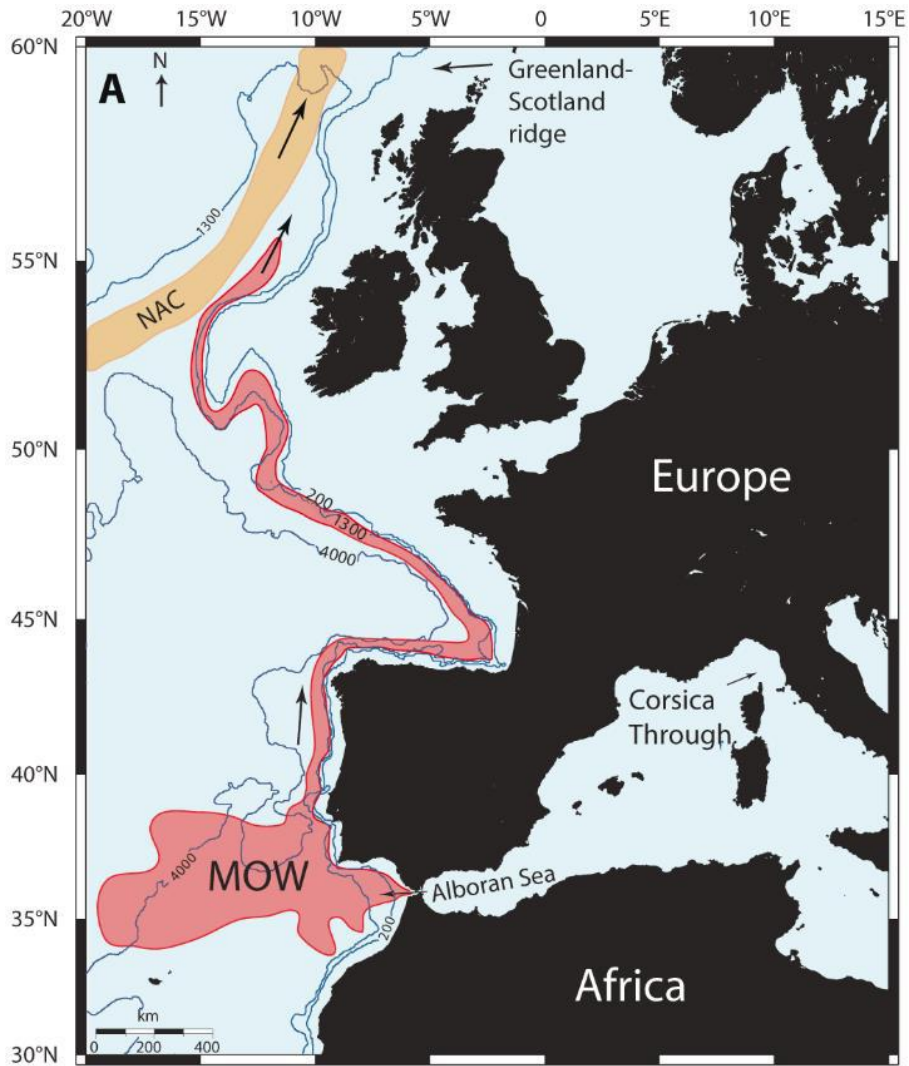 20°W 15°W 10°W 5°W 0 5°E 10°E 15°E
60°N
A
N
Greenland-
Scotland
ridge
1300
55°N
NAC
50°N
Europe
200
1300
4000
45°N
Corsica
Through
40°N
MOW
4000
Alboran Sea
35°N
200
Africa
km
0 200 400
30°N